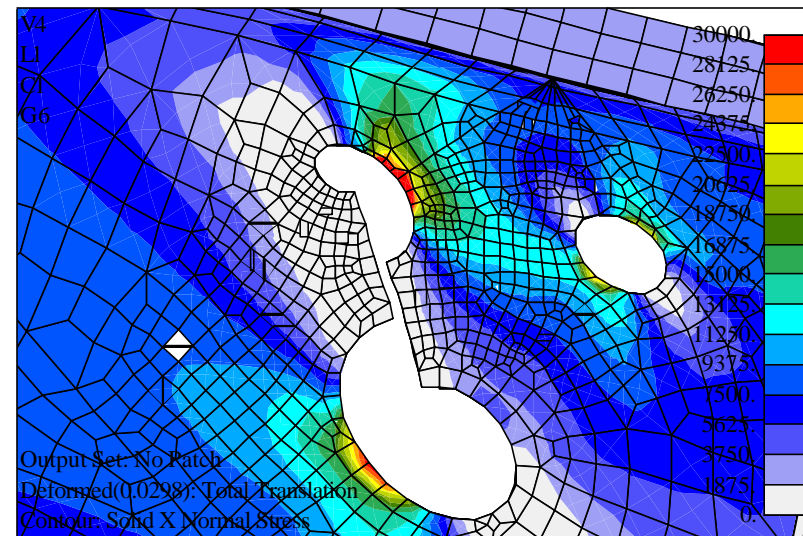 V4
L1
C1
G6
30000.
28125.
26250.
24375.
22500.
20625.
18750.
16875.
15000.
13125.
11250.
9375.
7500.
5625.
3750.
1875.
0.
Output Set: No Patch
Deformed(0.0298): Total Translation
Contour: Solid X Normal Stress